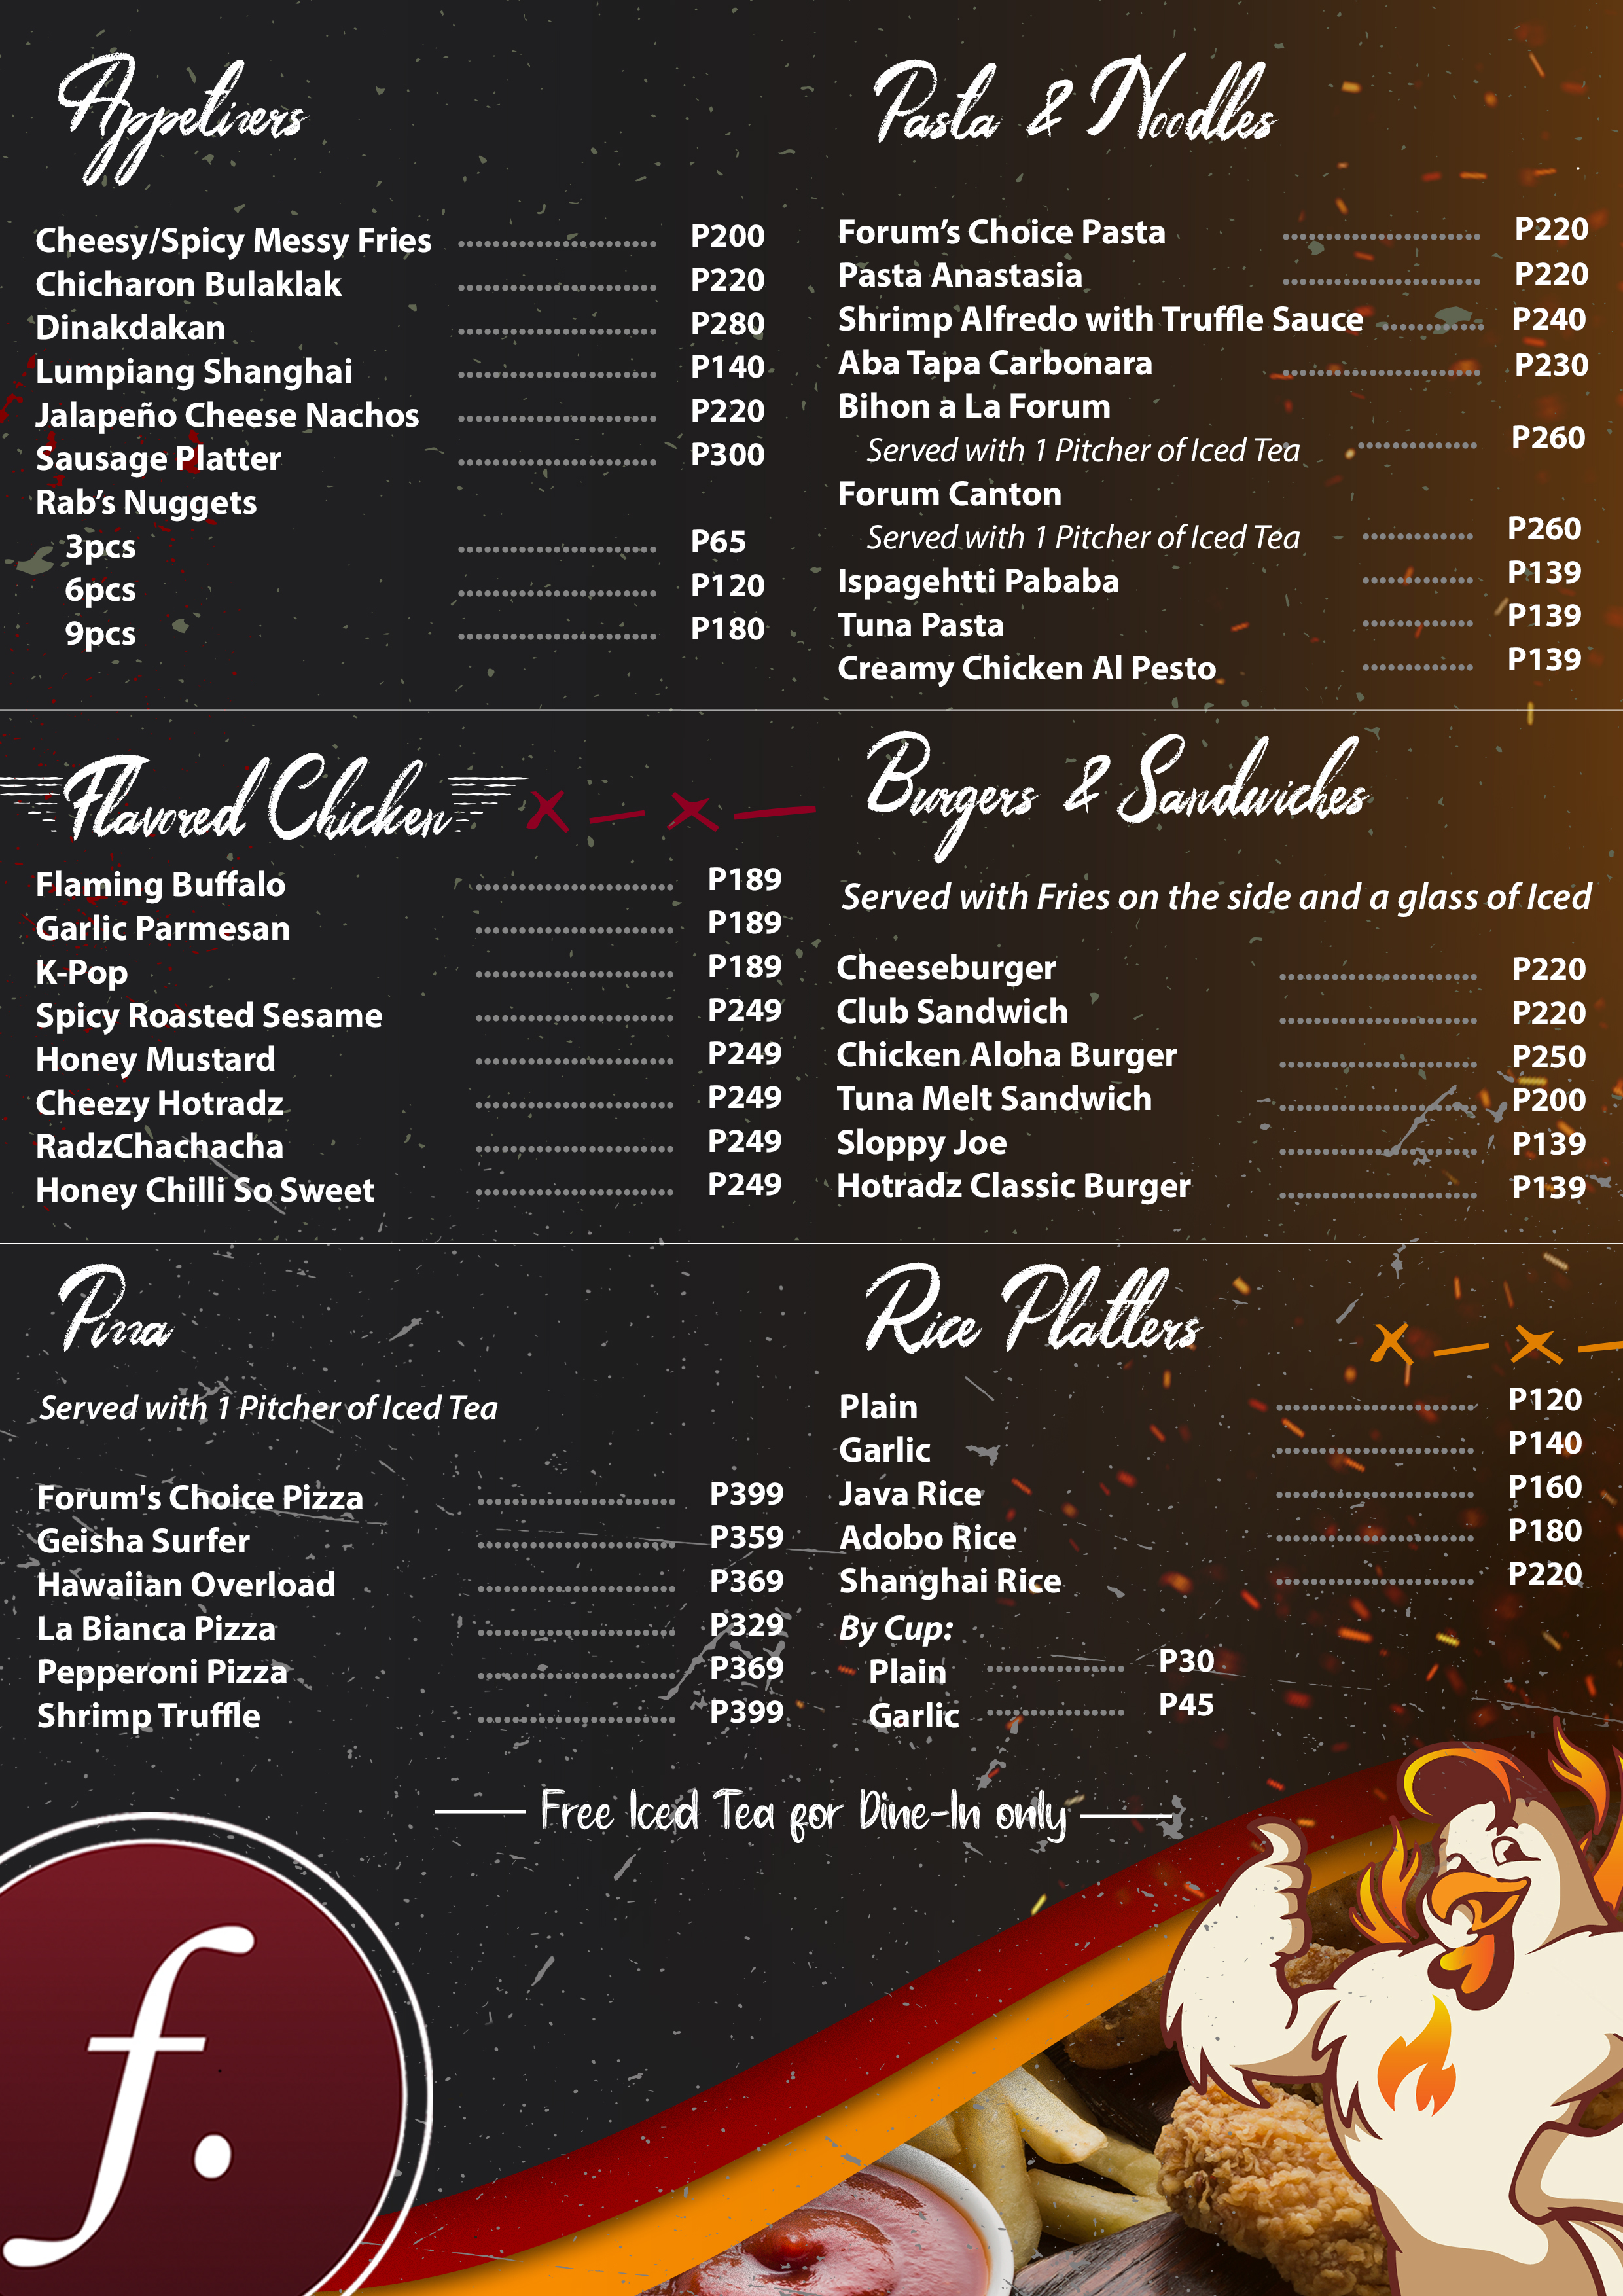 Appetizers
Cheesy/Spicy Messy Fries ........................ P200
Chicharon Bulaklak ........................ P220
Dinakdakan ........................ P280
Lumpiang Shanghai ........................ P140
Jalapeño Cheese Nachos ........................ P220
Sausage Platter ........................ P300
Rab's Nuggets
3pcs ........................ P65
6pcs ........................ P120
9pcs ........................ P180
Pasta & Noodles
Forum's Choice Pasta ........................ P220
Pasta Anastasia ........................ P220
Shrimp Alfredo with Truffle Sauce ............ P240
Aba Tapa Carbonara ........................ P230
Bihon a La Forum
Served with 1 Pitcher of Iced Tea .............. P260
Forum Canton
Served with 1 Pitcher of Iced Tea ............. P260
Ispagehtti Pababa ............. P139
Tuna Pasta ............. P139
Creamy Chicken Al Pesto ............. P139
Flavored Chicken
Flaming Buffalo ........................ P189
Garlic Parmesan ........................ P189
K-Pop ........................ P189
Spicy Roasted Sesame ........................ P249
Honey Mustard ........................ P249
Cheezy Hotradz ........................ P249
RadzChachacha ........................ P249
Honey Chilli So Sweet ........................ P249
Burgers & Sandwiches
Served with Fries on the side and a glass of Iced
Cheeseburger ........................ P220
Club Sandwich ........................ P220
Chicken Aloha Burger ........................ P250
Tuna Melt Sandwich ........................ P200
Sloppy Joe ........................ P139
Hotradz Classic Burger ........................ P139
Pizza
Served with 1 Pitcher of Iced Tea
Forum's Choice Pizza ........................ P399
Geisha Surfer ........................ P359
Hawaiian Overload ........................ P369
La Bianca Pizza ........................ P329
Pepperoni Pizza ........................ P369
Shrimp Truffle ........................ P399
Rice Platters
Plain ........................ P120
Garlic ........................ P140
Java Rice ........................ P160
Adobo Rice ........................ P180
Shanghai Rice ........................ P220
By Cup:
Plain ................ P30
Garlic ................ P45
Free Iced Tea for Dine-In only
f.